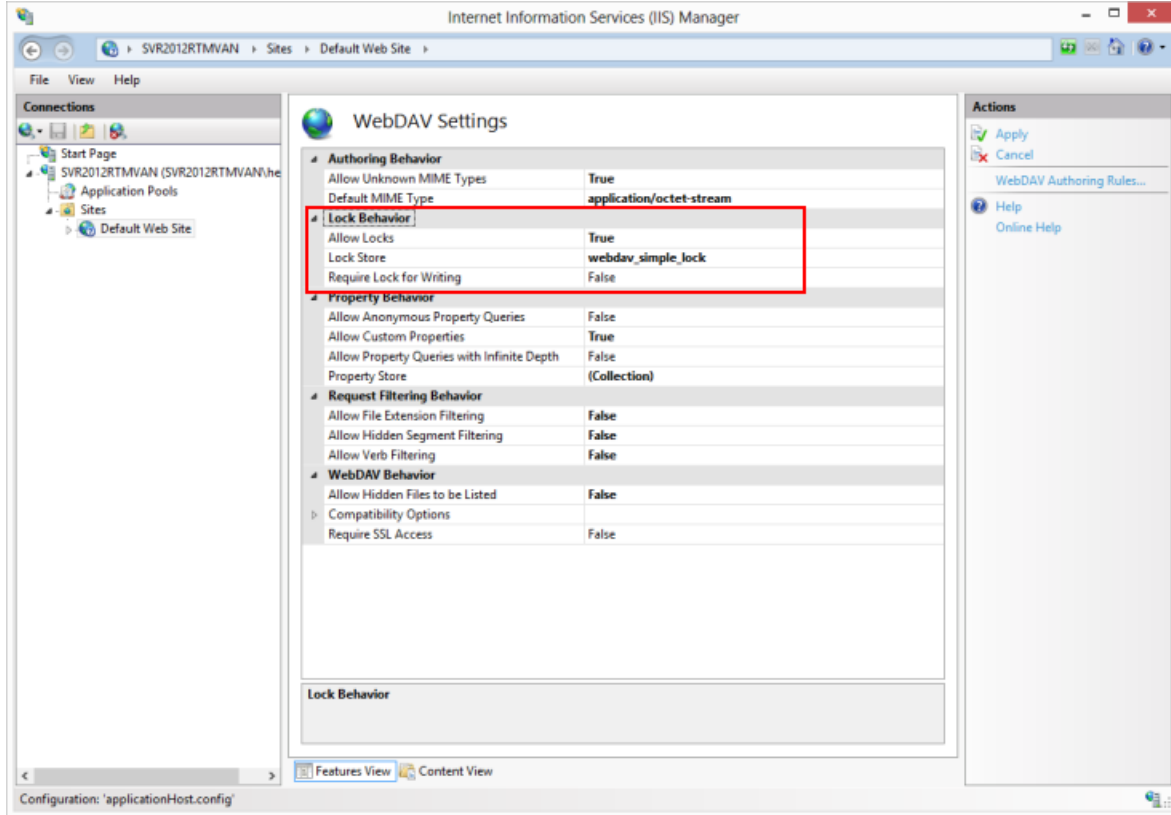 Internet Information Services (IIS) Manager
SVR2012RTMVAN Sites Default Web Site
File View Help
Connections
Start Page
SVR2012RTMVAN (SVR2012RTMVAN\he
Application Pools
Sites
Default Web Site
WebDAV Settings
Authoring Behavior
Allow Unknown MIME Types True
Default MIME Type application/octet-stream
Lock Behavior
Allow Locks True
Lock Store webdav_simple_lock
Require Lock for Writing False
Property Behavior
Allow Anonymous Property Queries False
Allow Custom Properties True
Allow Property Queries with Infinite Depth False
Property Store (Collection)
Request Filtering Behavior
Allow File Extension Filtering False
Allow Hidden Segment Filtering False
Allow Verb Filtering False
WebDAV Behavior
Allow Hidden Files to be Listed False
Compatibility Options
Require SSL Access False
Lock Behavior
Features View Content View
Actions
Apply
Cancel
WebDAV Authoring Rules...
Help
Online Help
Configuration: 'applicationHost.config'